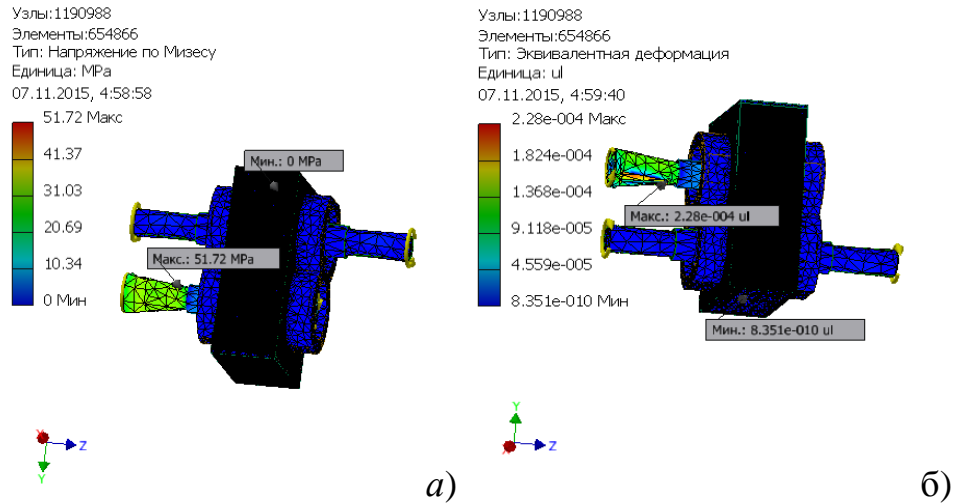 Узлы:1190988
Элементы:654866
Тип: Напряжение по Мизесу
Единица: MPa
07.11.2015, 4:58:58
51.72 Макс
41.37
31.03
20.69
10.34
0 Мин
Мин.: 0 MPa
Макс.: 51.72 MPa
Z
Y
а)
Узлы:1190988
Элементы:654866
Тип: Эквивалентная деформация
Единица: ul
07.11.2015, 4:59:40
2.28e-004 Макс
1.824e-004
1.368e-004
9.118e-005
4.559e-005
8.351e-010 Мин
Макс.: 2.28e-004 ul
Мин.: 8.351e-010 ul
Y
Z
б)